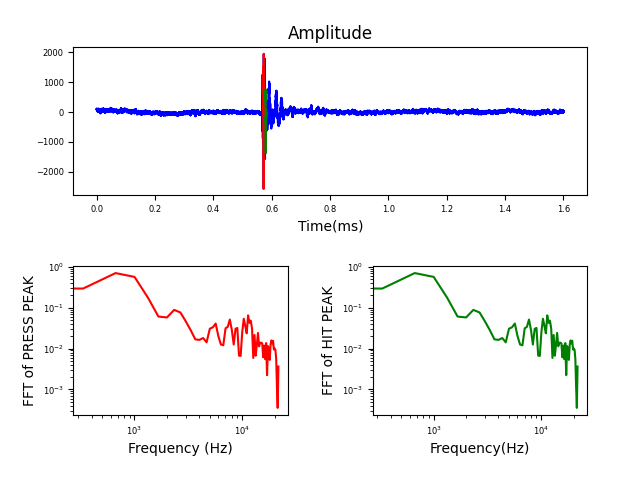 Amplitude
2000
1000
0
−1000
−2000
0.0 0.2 0.4 0.6 0.8 1.0 1.2 1.4 1.6
Time(ms)
FFT of PRESS PEAK
10⁰
10⁻¹
10⁻²
10⁻³
10³ 10⁴
Frequency (Hz)
FFT of HIT PEAK
10⁰
10⁻¹
10⁻²
10⁻³
10³ 10⁴
Frequency(Hz)